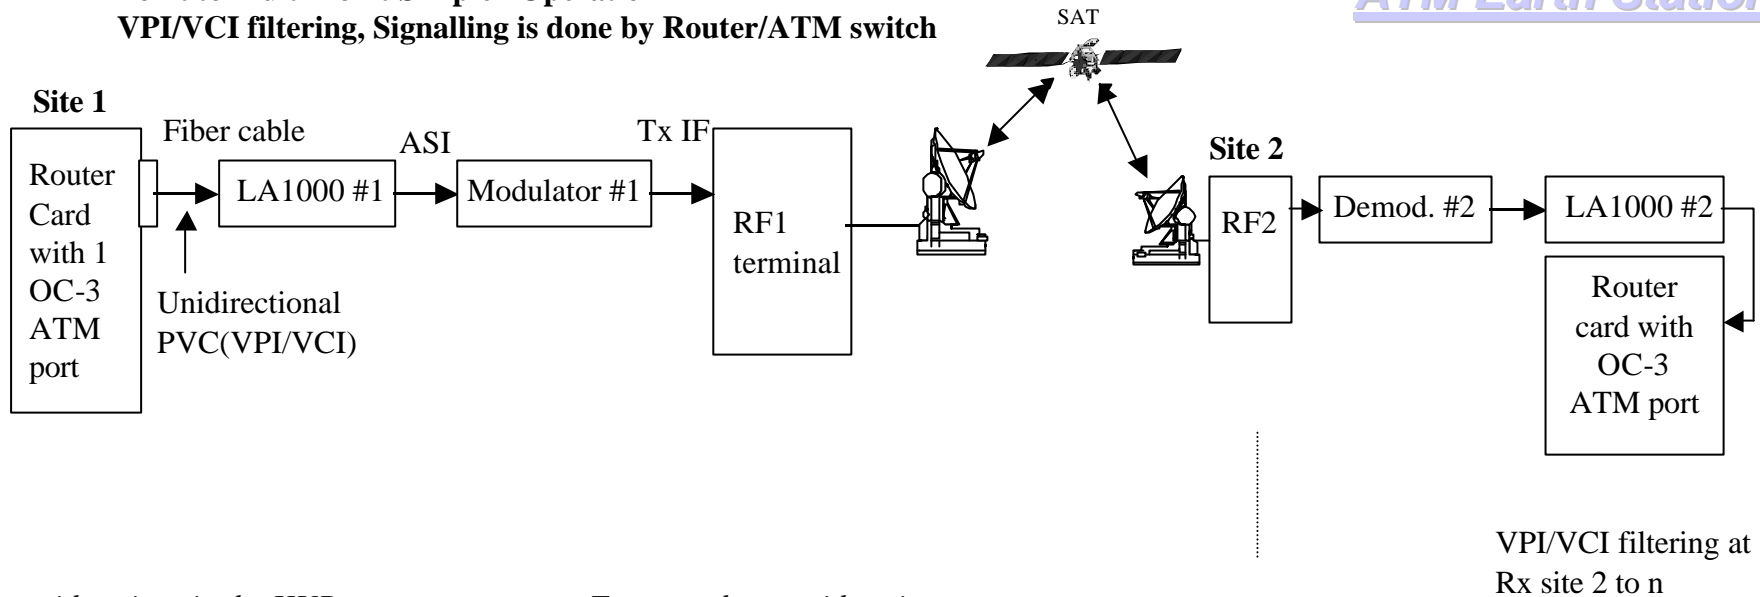 VPI/VCI filtering, Signalling is done by Router/ATM switch
ATM Earth Station
SAT
Site 1
Fiber cable
ASI
Tx IF
Router
Card
with 1
OC-3
ATM
port
LA1000 #1
Modulator #1
RF1
terminal
Unidirectional
PVC(VPI/VCI)
Site 2
RF2
Demod. #2
LA1000 #2
Router
card with
OC-3
ATM port
VPI/VCI filtering at
Rx site 2 to n